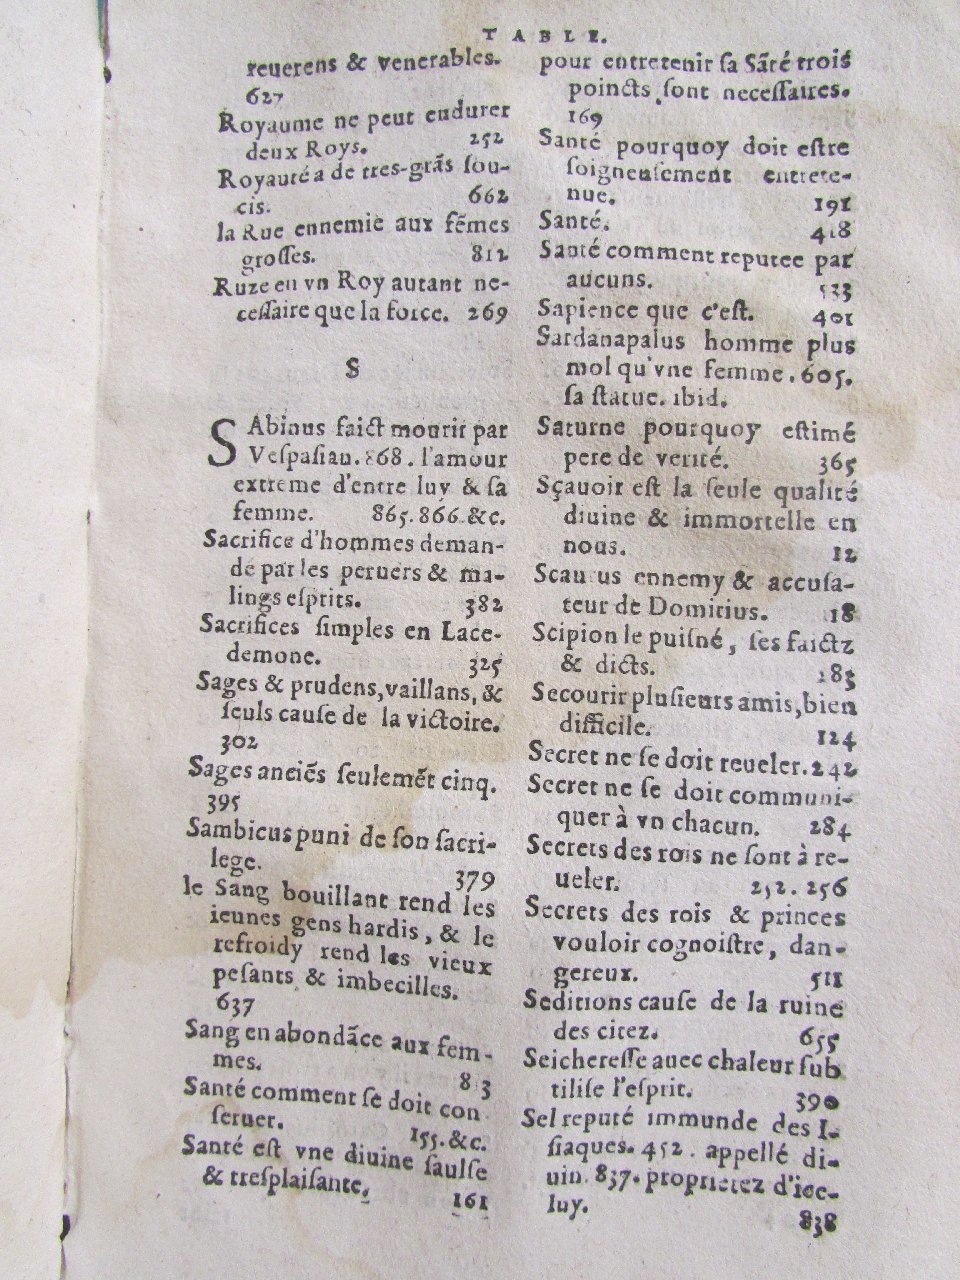 TABLE.
reuerens & venerables.
627
Royaume ne peut endurer
deux Roys. 252
Royauté a de tres-grãs sou-
cis. 662
la Rue ennemie aux fẽmes
grosses. 812
Ruze en vn Roy autant ne-
cessaire que la force. 269
S
SAbinus faict mourir par
Vespasian. 868. l'amour
extreme d'entre luy & sa
femme. 865.866.&c.
Sacrifice d'hommes deman-
dé par les peruers & ma-
lings esprits. 382
Sacrifices simples en Lace-
demone. 325
Sages & prudens, vaillans, &
seuls cause de la victoire.
302
Sages anciẽs seulemẽt cinq.
395
Sambicus puni de son sacri-
lege. 379
le Sang bouillant rend les
ieunes gens hardis, & le
refroidy rend les vieux
pesants & imbecilles.
637
Sang en abondãce aux fem-
mes.
Santé comment se doit con
seruer. 155.&c.
Santé est vne diuine saulse
& tresplaisante, 161
pour entretenir sa Sãté trois
poincts sont necessaires.
169
Santé pourquoy doit estre
soigneusement entrete-
nue. 191
Santé. 418
Santé comment reputee par
aucuns. 533
Sapience que c'est. 401
Sardanapalus homme plus
mol qu'vne femme. 605.
sa statue. ibid.
Saturne pourquoy estimé
pere de verité. 365
Sçauoir est la seule qualité
diuine & immortelle en
nous. 12
Scaurus ennemy & accusa-
teur de Domitius. 18
Scipion le puisné, ses faictz
& dicts. 183
Secourir plusieurs amis, bien
difficile. 124
Secret ne se doit reueler. 242
Secret ne se doit communi-
quer à vn chacun. 284
Secrets des rois ne sont à re-
ueler. 252. 256
Secrets des rois & princes
vouloir cognoistre, dan-
gereux. 511
Seditions cause de la ruine
des citez. 655
Seicheresse auec chaleur sub
tilise l'esprit. 390
Sel reputé immunde des I-
siaques. 452. appellé di-
uin. 837. proprietez d'ice-
luy. 838